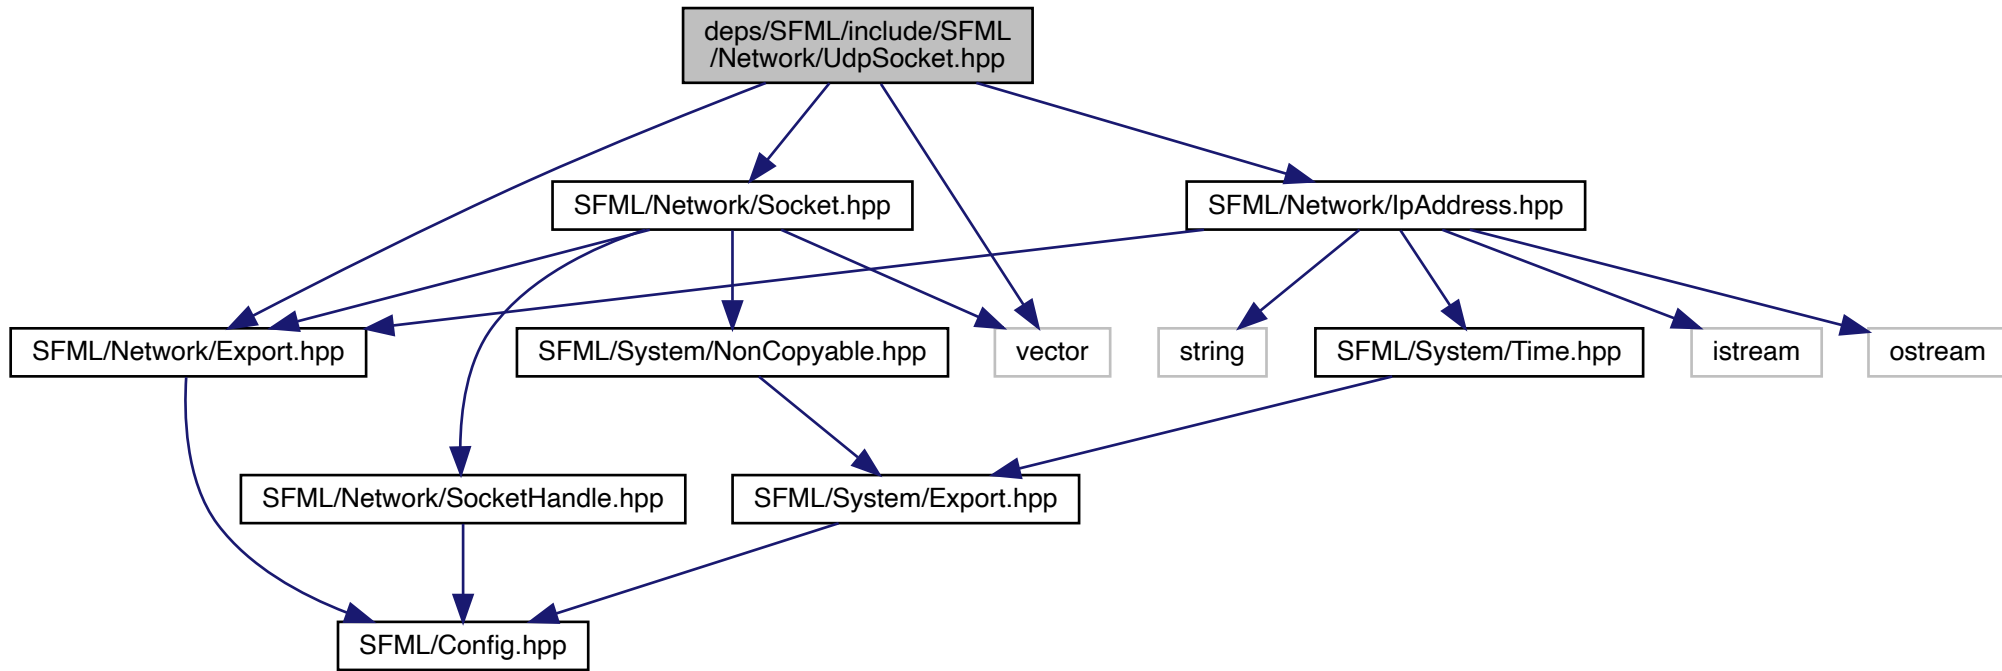 deps/SFML/include/SFML
/Network/UdpSocket.hpp
SFML/Network/Socket.hpp
SFML/Network/IpAddress.hpp
SFML/Network/Export.hpp
SFML/System/NonCopyable.hpp
vector
string
SFML/System/Time.hpp
istream
ostream
SFML/Network/SocketHandle.hpp
SFML/System/Export.hpp
SFML/Config.hpp